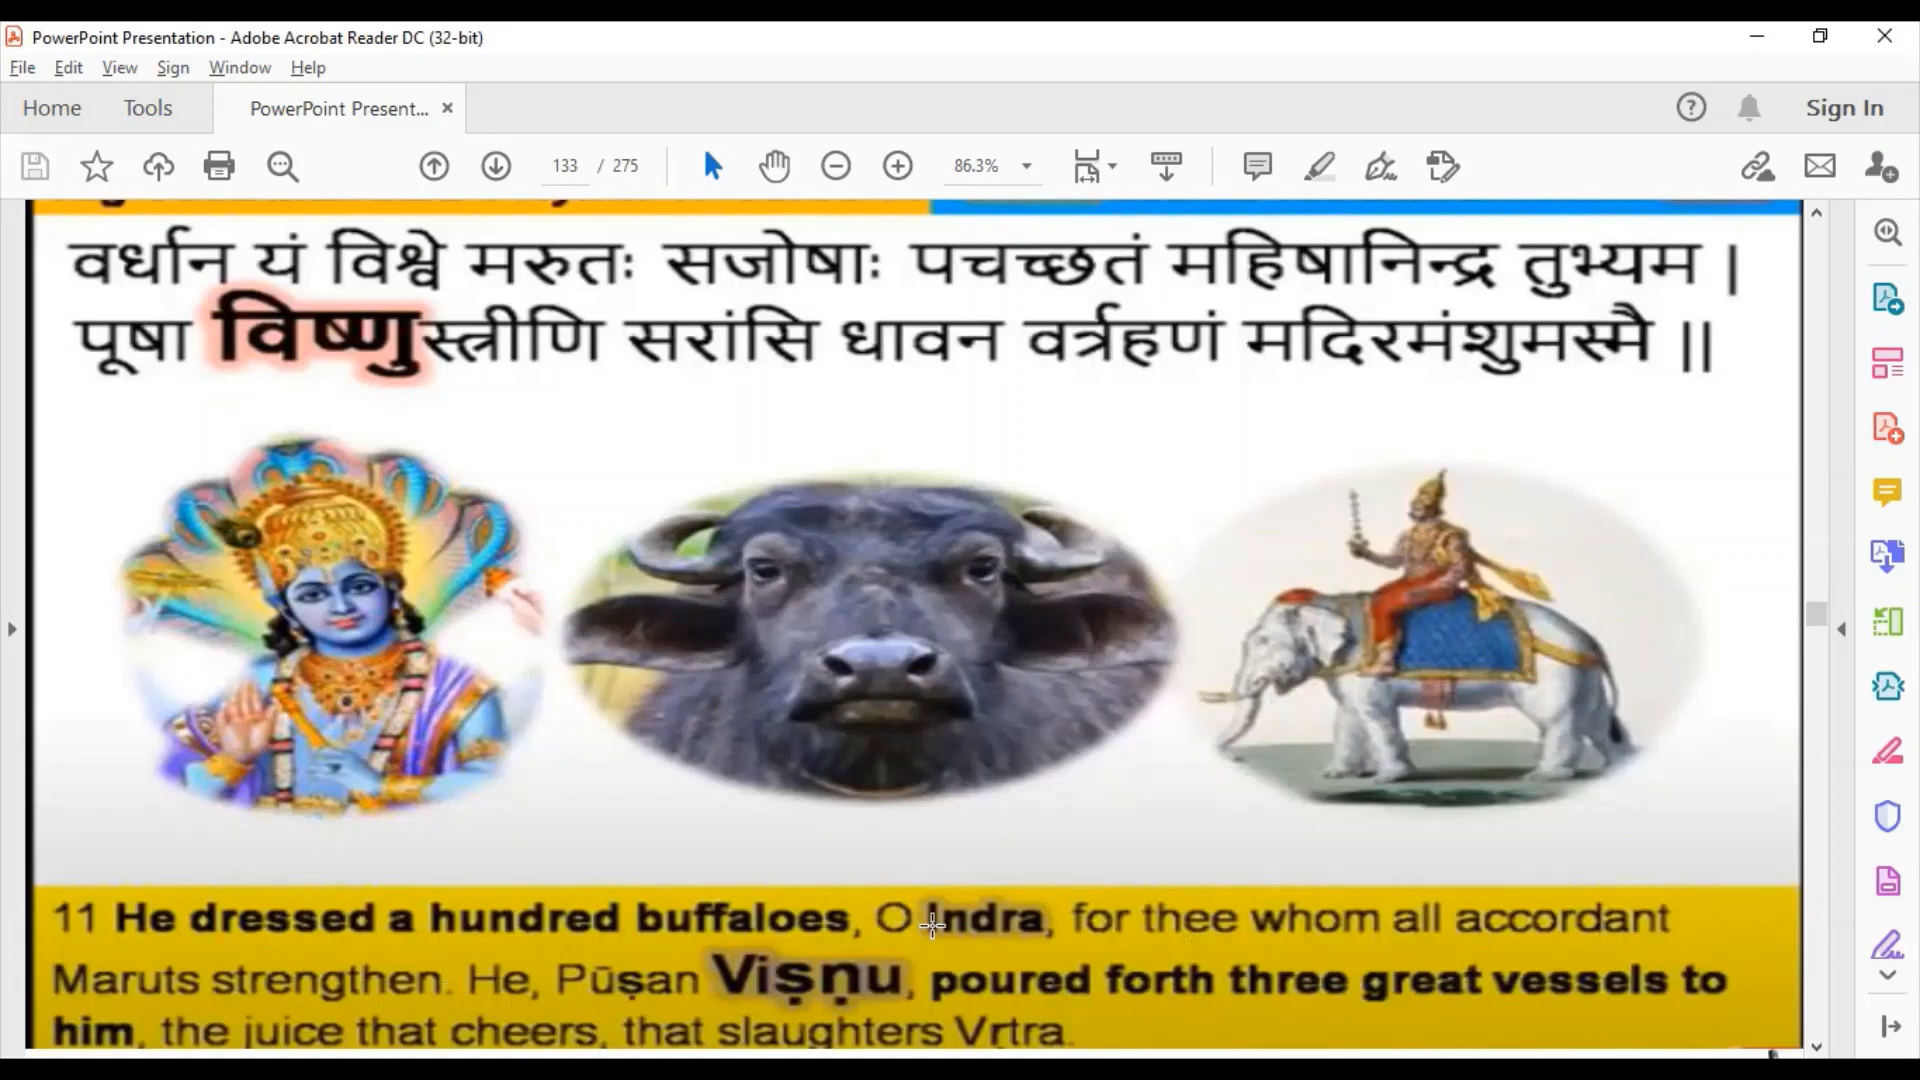 PowerPoint Presentation - Adobe Acrobat Reader DC (32-bit)
File Edit View Sign Window Help
Home Tools PowerPoint Present... × Sign In
133 / 275 86.3%
वर्धान यं विश्वे मरुतः सजोषाः पचच्छतं महिषानिन्द्र तुभ्यम |
पूषा विष्णुस्त्रीणि सरांसि धावन वर्त्रहणं मदिरमंशुमस्मै ||
11 He dressed a hundred buffaloes, O Indra, for thee whom all accordant
Maruts strengthen. He, Pūṣan Viṣṇu, poured forth three great vessels to
him, the juice that cheers, that slaughters Vṛtra.